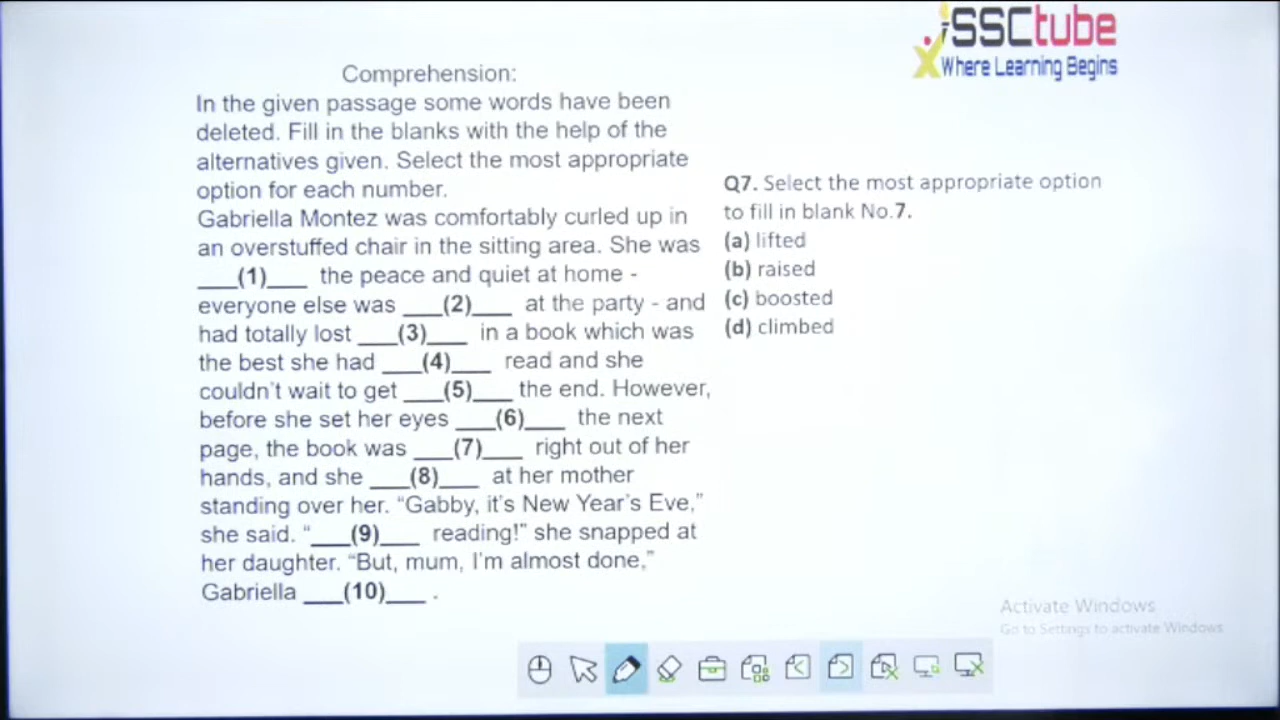 SSCtube
Where Learning Begins
Comprehension:
In the given passage some words have been
deleted. Fill in the blanks with the help of the
alternatives given. Select the most appropriate
option for each number.
Gabriella Montez was comfortably curled up in
an overstuffed chair in the sitting area. She was
___(1)___ the peace and quiet at home -
everyone else was ___(2)___ at the party - and
had totally lost ___(3)___ in a book which was
the best she had ___(4)___ read and she
couldn't wait to get ___(5)___ the end. However,
before she set her eyes ___(6)___ the next
page, the book was ___(7)___ right out of her
hands, and she ___(8)___ at her mother
standing over her. “Gabby, it's New Year's Eve,”
she said. “___(9)___ reading!” she snapped at
her daughter. “But, mum, I'm almost done,”
Gabriella ___(10)___ .
Q7. Select the most appropriate option
to fill in blank No.7.
(a) lifted
(b) raised
(c) boosted
(d) climbed
Activate Windows
Go to Settings to activate Windows.